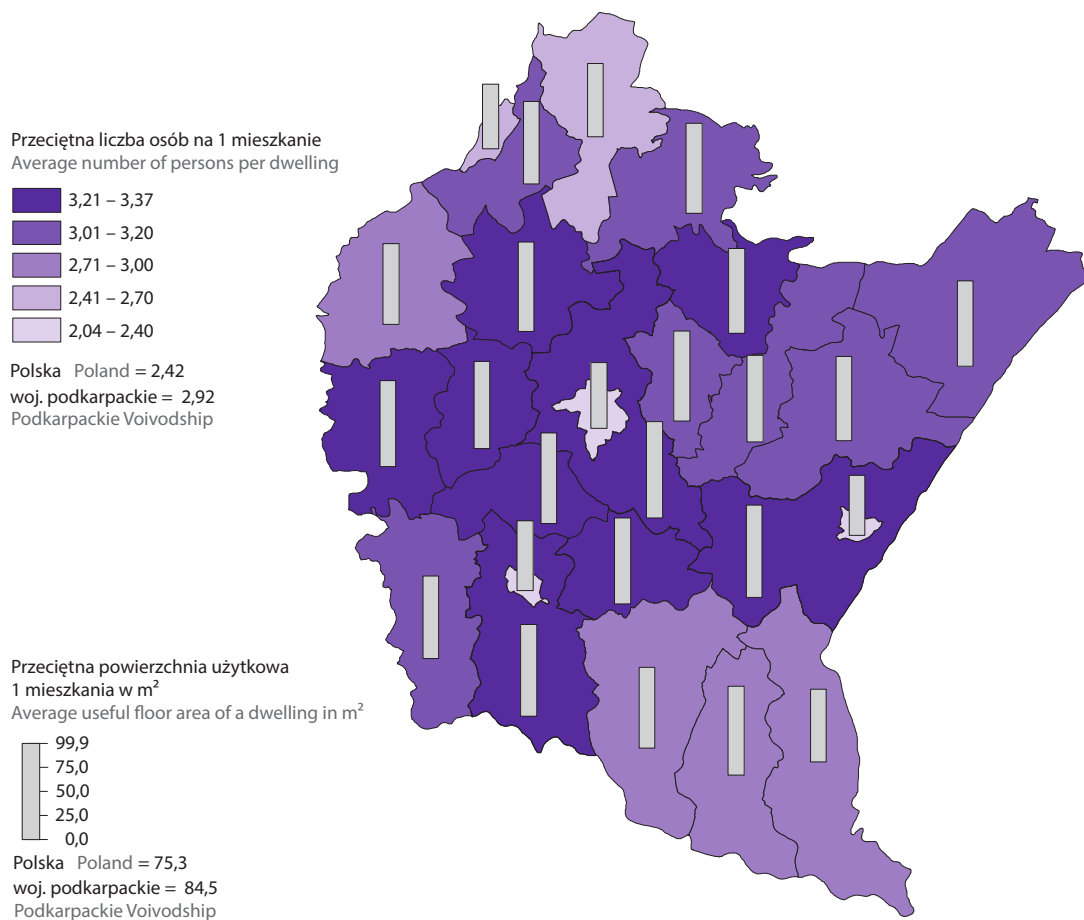 Przeciętna liczba osób na 1 mieszkanie
Average number of persons per dwelling
3,21 – 3,37
3,01 – 3,20
2,71 – 3,00
2,41 – 2,70
2,04 – 2,40
Polska Poland = 2,42
woj. podkarpackie = 2,92
Podkarpackie Voivodship
Przeciętna powierzchnia użytkowa
1 mieszkania w m²
Average useful floor area of a dwelling in m²
99,9
75,0
50,0
25,0
0,0
Polska Poland = 75,3
woj. podkarpackie = 84,5
Podkarpackie Voivodship